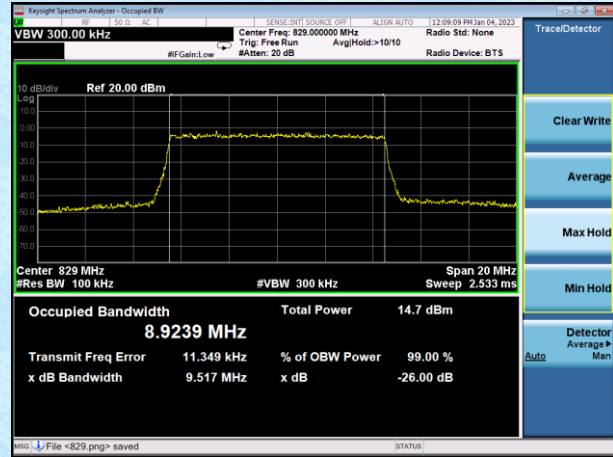 Keysight Spectrum Analyzer - Occupied BW
RF 50 Ω AC SENSE:INT SOURCE OFF ALIGN AUTO 12:09:09 PM Jan 04, 2023
VBW 300.00 kHz
Center Freq: 829.000000 MHz
Radio Std: None
Trig: Free Run Avg|Hold:>10/10
#IFGain:Low #Atten: 20 dB Radio Device: BTS
Trace/Detector
10 dB/div Ref 20.00 dBm
Log
10.0
0.00
-10.0
-20.0
-30.0
-40.0
-50.0
-60.0
-70.0
Center 829 MHz Span 20 MHz
#Res BW 100 kHz #VBW 300 kHz Sweep 2.533 ms
Occupied Bandwidth Total Power 14.7 dBm
8.9239 MHz
Transmit Freq Error 11.349 kHz % of OBW Power 99.00 %
x dB Bandwidth 9.517 MHz x dB -26.00 dB
Clear Write
Average
Max Hold
Min Hold
Detector
Average
Auto Man
MSG File <829.png> saved STATUS